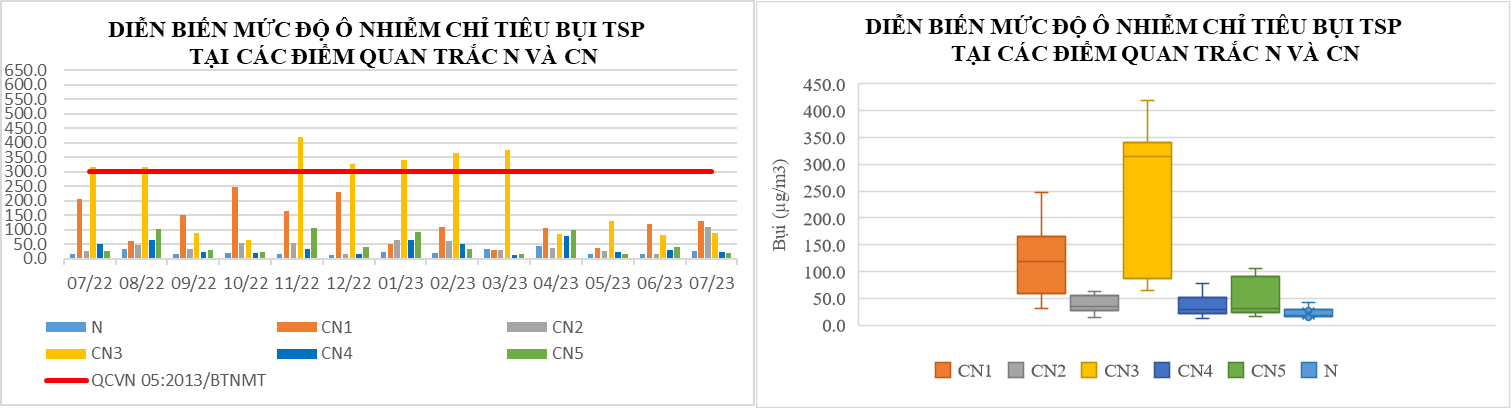 DIỄN BIẾN MỨC ĐỘ Ô NHIỄM CHỈ TIÊU BỤI TSP
TẠI CÁC ĐIỂM QUAN TRẮC N VÀ CN
650.0
600.0
550.0
500.0
450.0
400.0
350.0
300.0
250.0
200.0
150.0
100.0
50.0
0.0
07/22 08/22 09/22 10/22 11/22 12/22 01/23 02/23 03/23 04/23 05/23 06/23 07/23
N CN1 CN2
CN3 CN4 CN5
QCVN 05:2013/BTNMT
DIỄN BIẾN MỨC ĐỘ Ô NHIỄM CHỈ TIÊU BỤI TSP
TẠI CÁC ĐIỂM QUAN TRẮC N VÀ CN
Bụi (µg/m3)
450.0
400.0
350.0
300.0
250.0
200.0
150.0
100.0
50.0
0.0
CN1 CN2 CN3 CN4 CN5 N